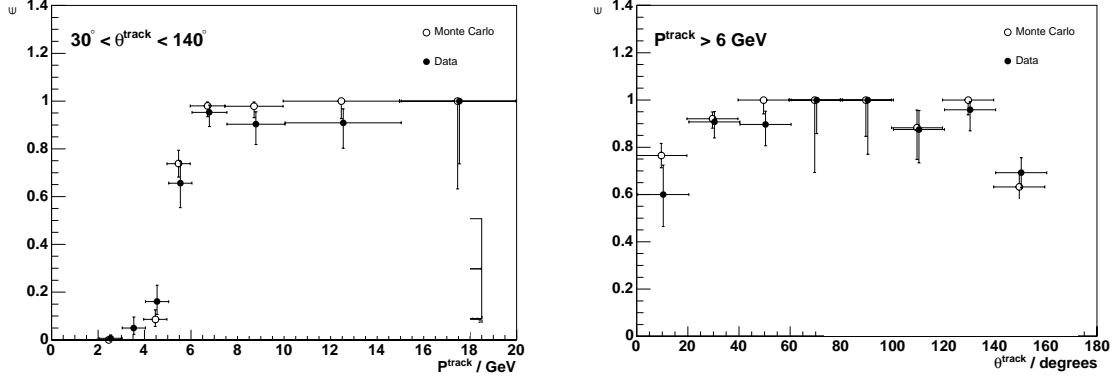 ∈
1.4
1.2
1
0.8
0.6
0.4
0.2
0
0 2 4 6 8 10 12 14 16 18 20
30° < θ^track < 140°
Monte Carlo
Data
P^track / GeV
∈
1.4
1.2
1
0.8
0.6
0.4
0.2
0
0 20 40 60 80 100 120 140 160 180
P^track > 6 GeV
Monte Carlo
Data
θ^track / degrees